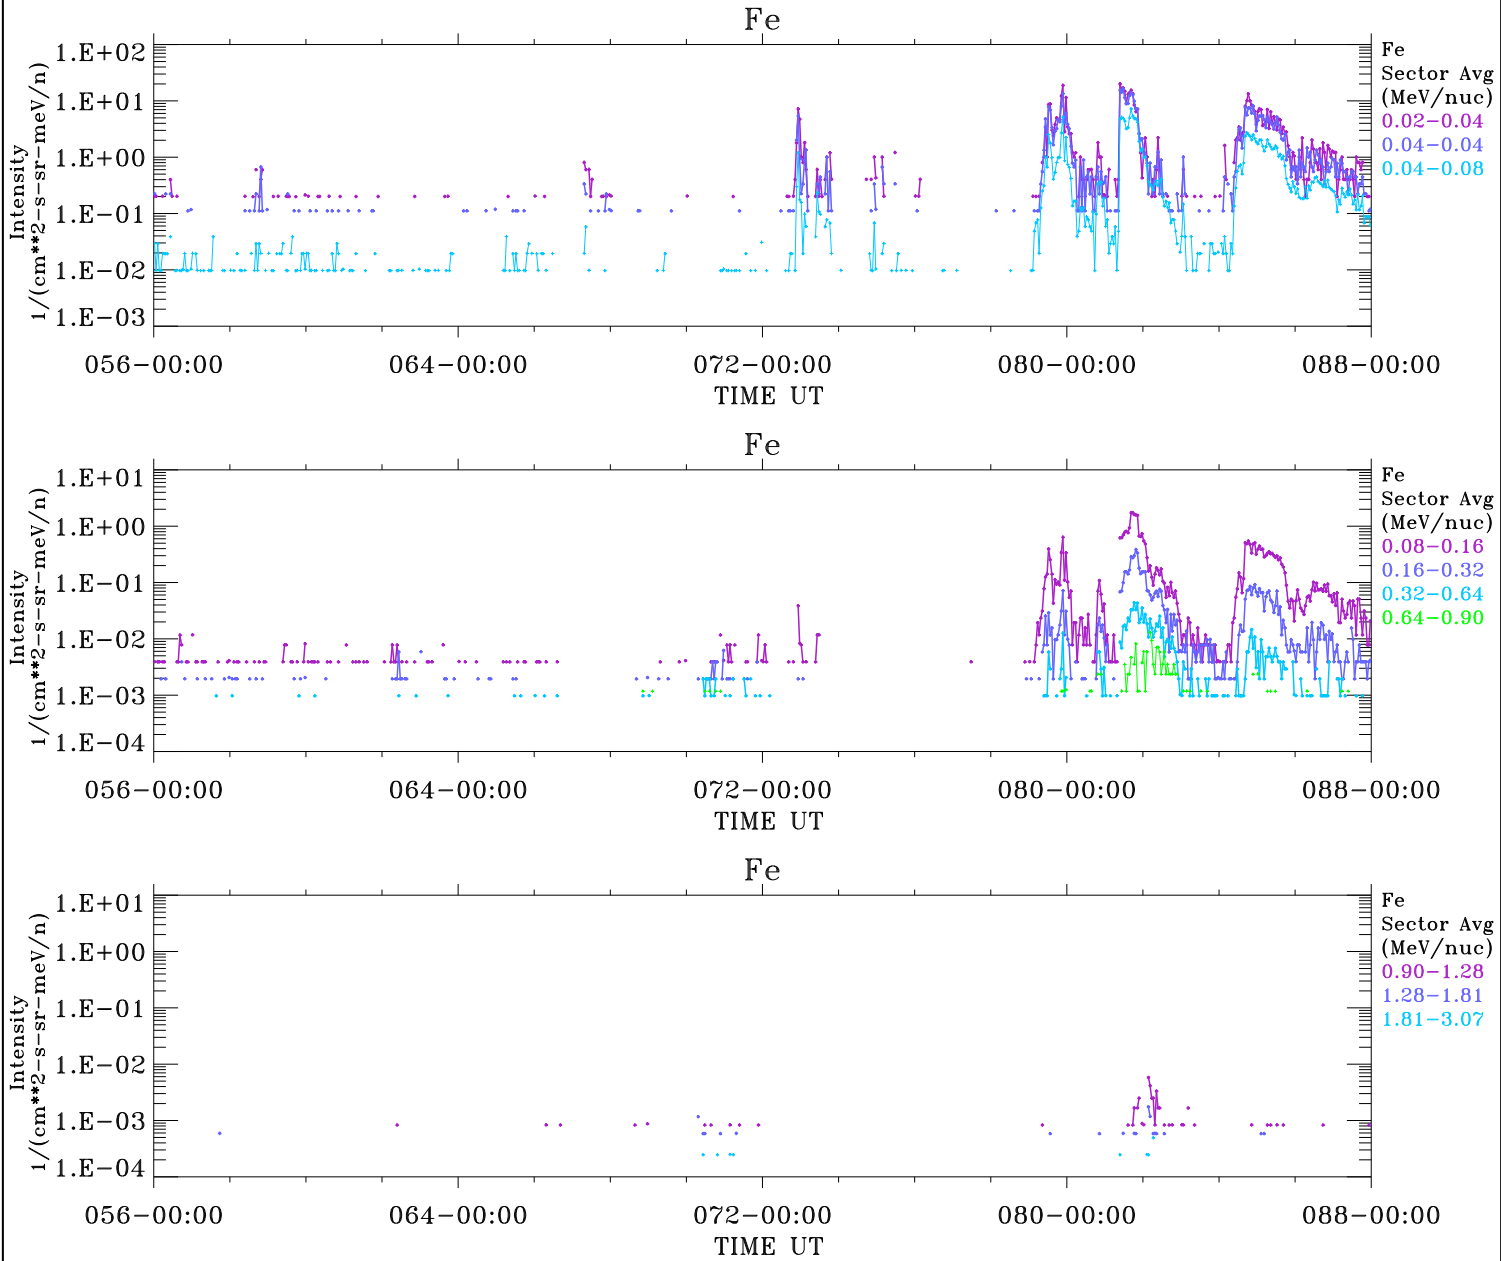 Fe
1.E+02
1.E+01
1.E+00
1.E-01
1.E-02
1.E-03
Intensity
1/(cm**2-s-sr-meV/n)
056-00:00 064-00:00 072-00:00 080-00:00 088-00:00
TIME UT
Fe
Sector Avg
(MeV/nuc)
0.02-0.04
0.04-0.04
0.04-0.08
Fe
1.E+01
1.E+00
1.E-01
1.E-02
1.E-03
1.E-04
Intensity
1/(cm**2-s-sr-meV/n)
056-00:00 064-00:00 072-00:00 080-00:00 088-00:00
TIME UT
Fe
Sector Avg
(MeV/nuc)
0.08-0.16
0.16-0.32
0.32-0.64
0.64-0.90
Fe
1.E+01
1.E+00
1.E-01
1.E-02
1.E-03
1.E-04
Intensity
1/(cm**2-s-sr-meV/n)
056-00:00 064-00:00 072-00:00 080-00:00 088-00:00
TIME UT
Fe
Sector Avg
(MeV/nuc)
0.90-1.28
1.28-1.81
1.81-3.07